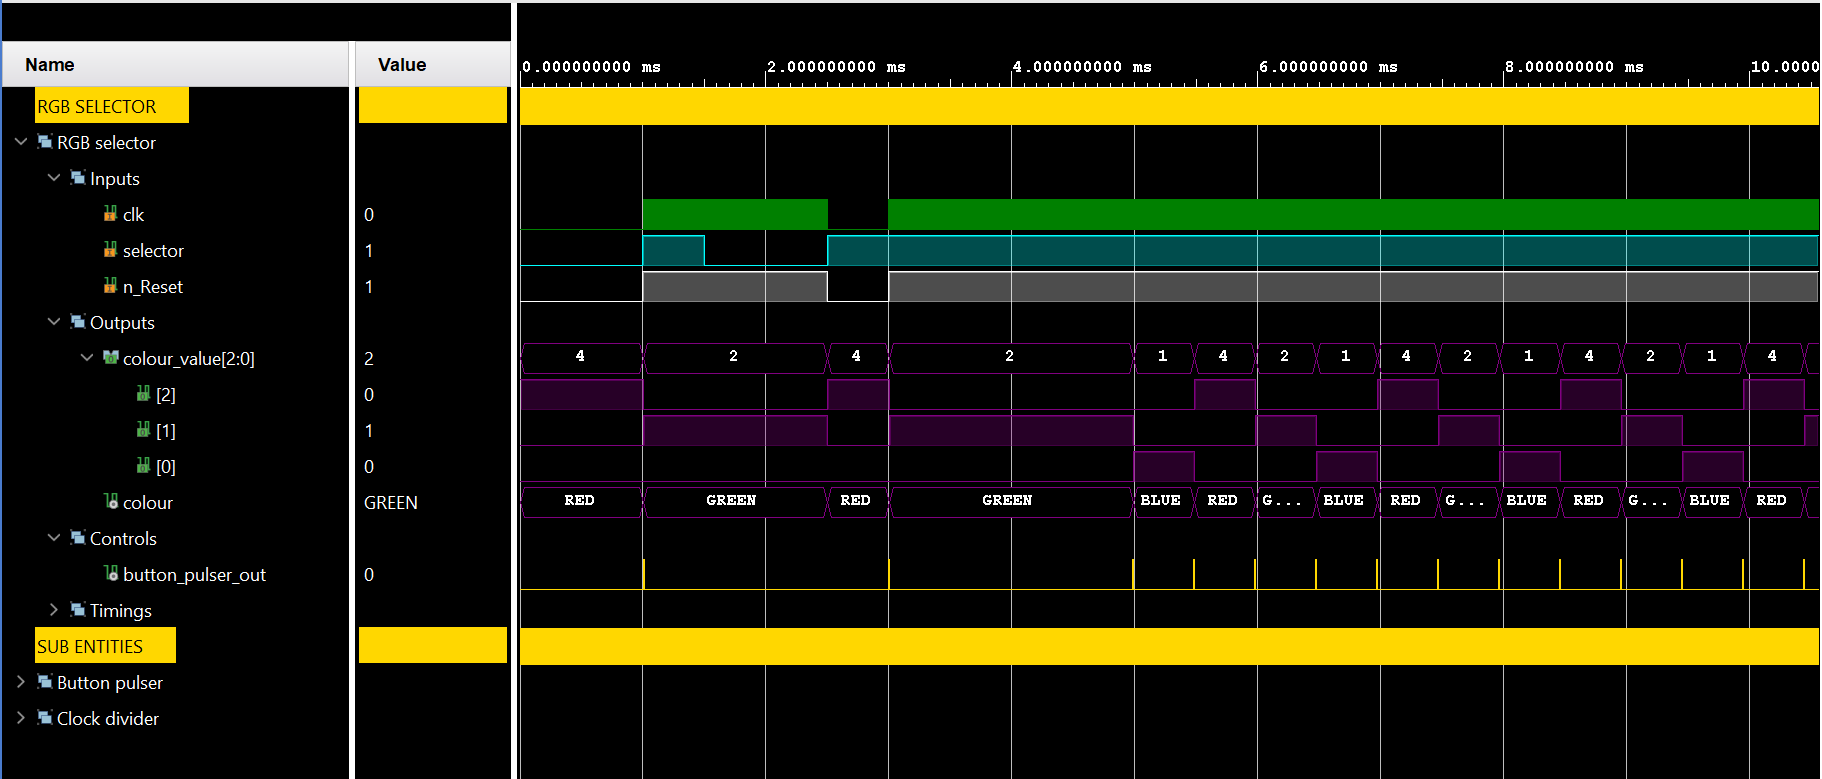 Name Value 0.000000000 ms 2.000000000 ms 4.000000000 ms 6.000000000 ms 8.000000000 ms 10.0000
RGB SELECTOR
RGB selector
Inputs
clk 0
selector 1
n_Reset 1
Outputs
colour_value[2:0] 2 4 2 4 2 1 4 2 1 4 2 1 4 2 1 4
[2] 0
[1] 1
[0] 0
colour GREEN RED GREEN RED GREEN BLUE RED G... BLUE RED G... BLUE RED G... BLUE RED
Controls
button_pulser_out 0
Timings
SUB ENTITIES
Button pulser
Clock divider